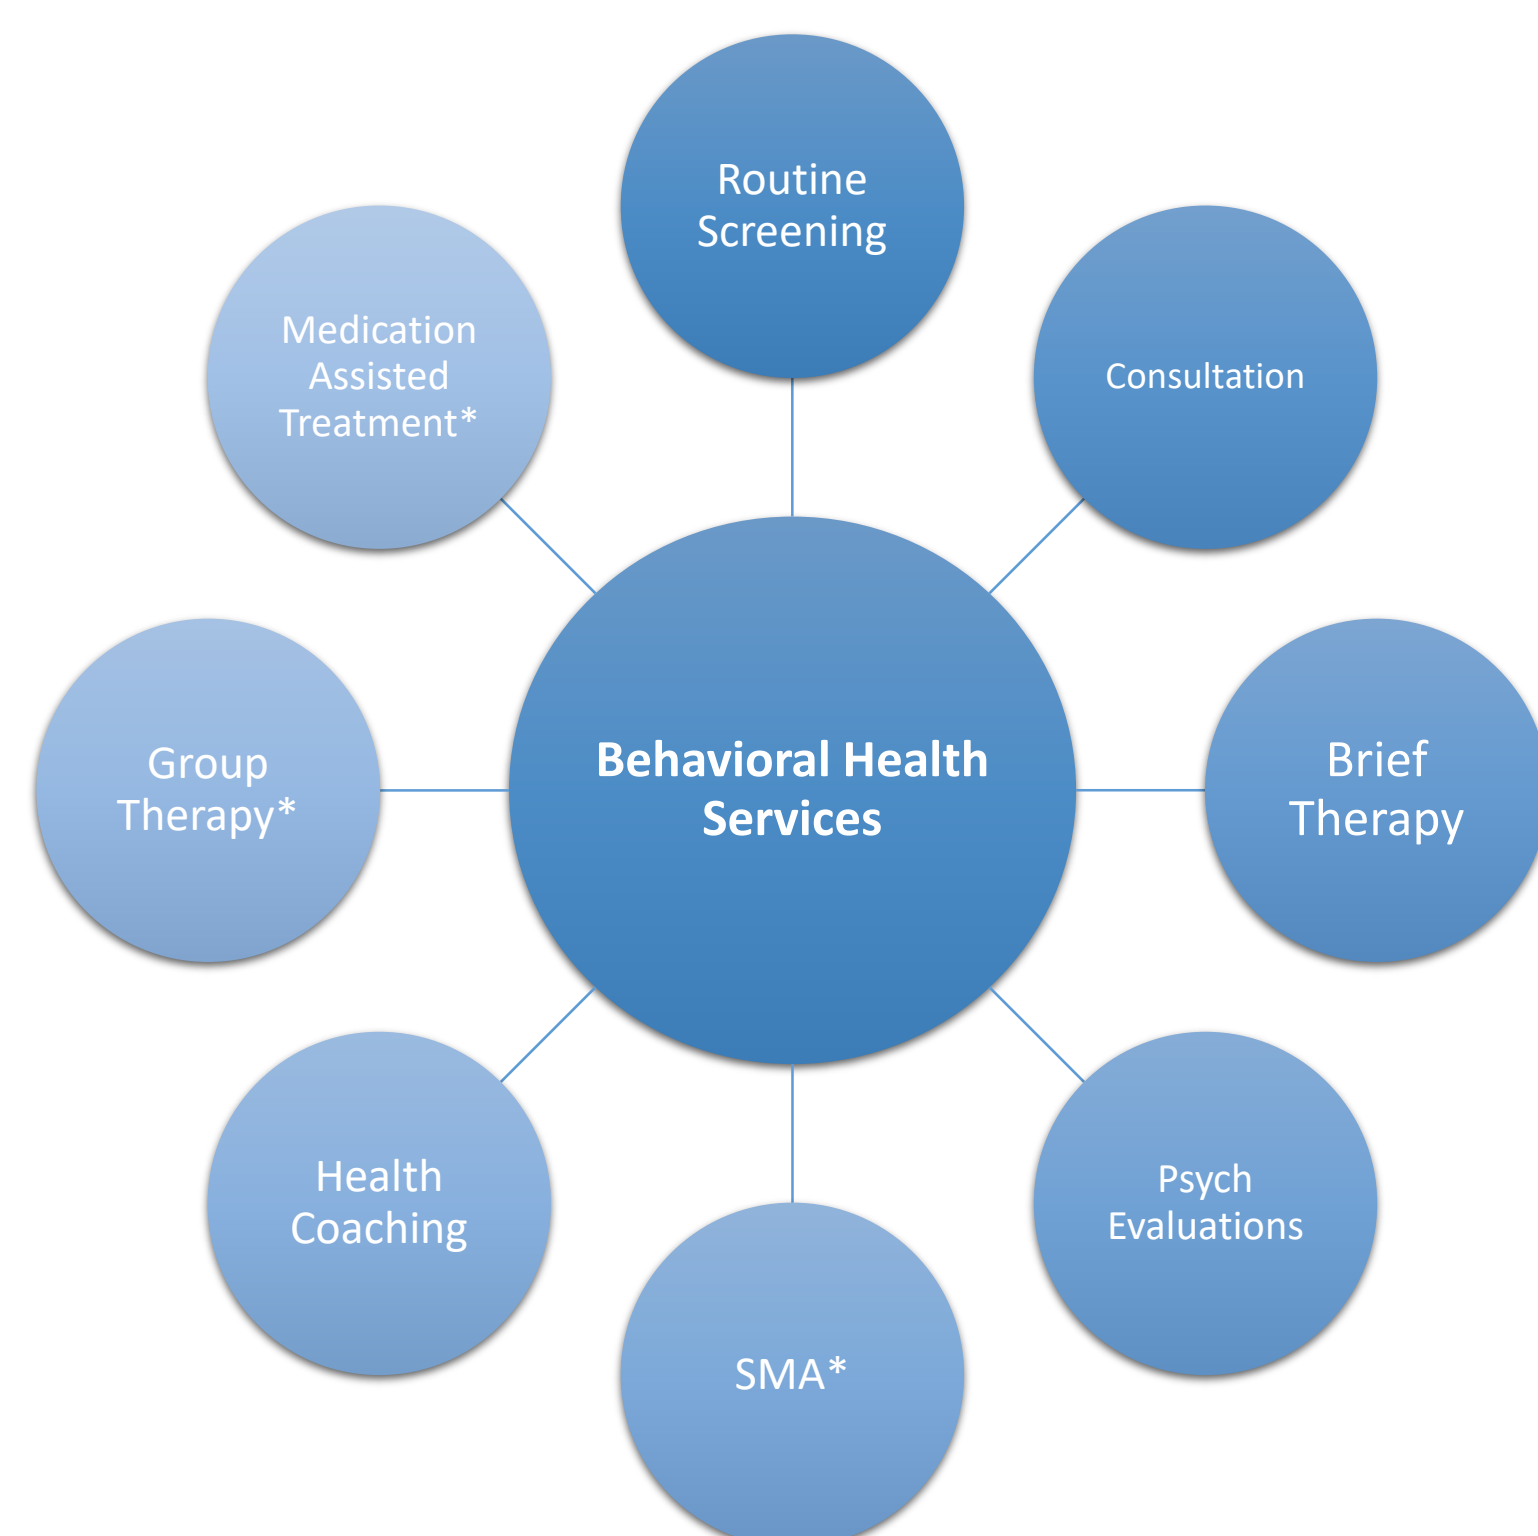 Routine
Screening
Consultation
Brief
Therapy
Psych
Evaluations
SMA*
Health
Coaching
Group
Therapy*
Medication
Assisted
Treatment*
Behavioral Health
Services